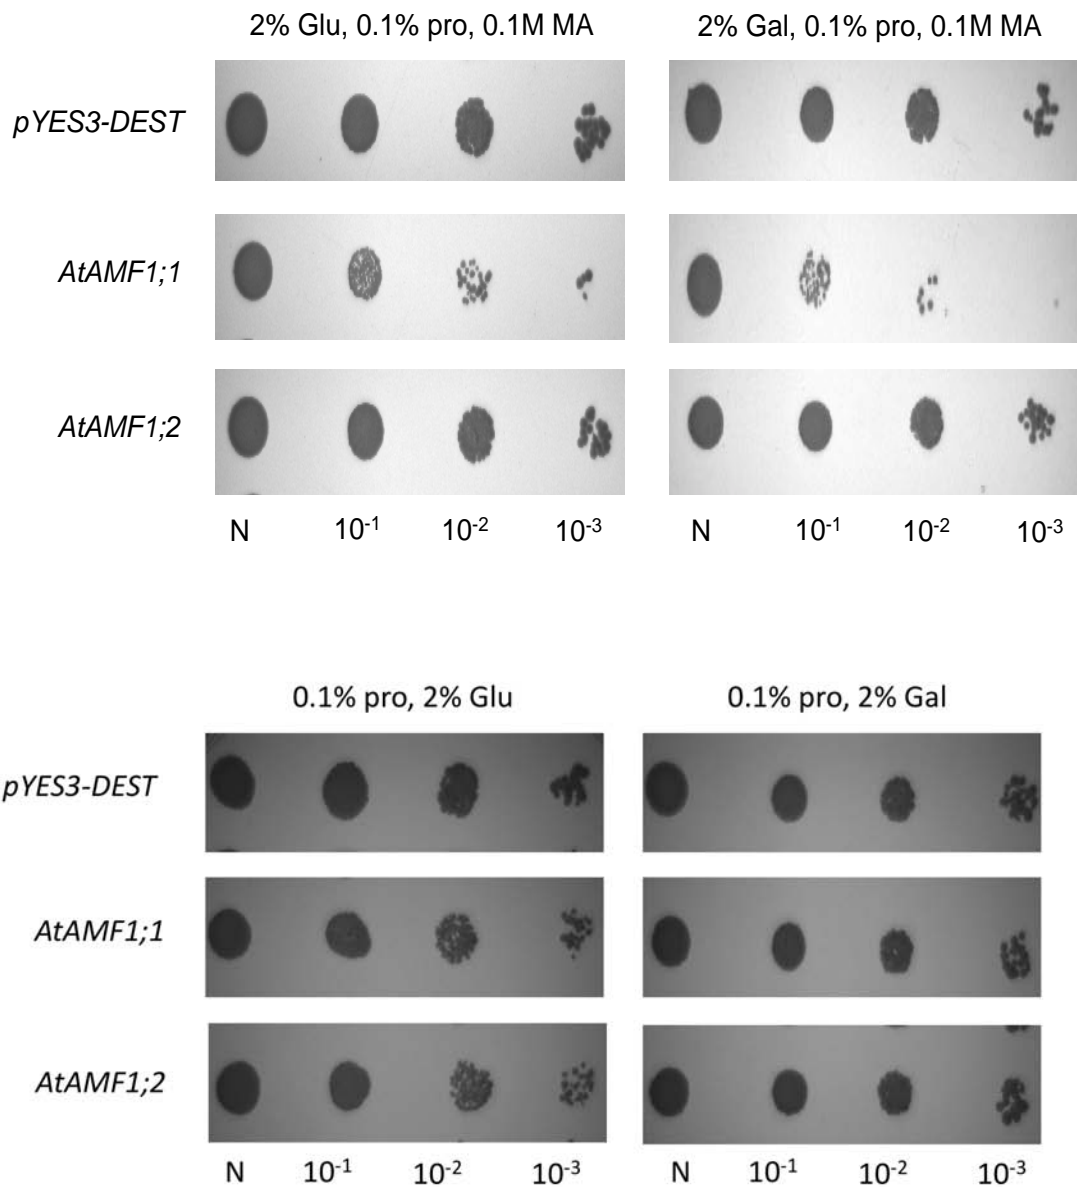 2% Glu, 0.1% pro, 0.1M MA
2% Gal, 0.1% pro, 0.1M MA
pYES3-DEST
AtAMF1;1
AtAMF1;2
N 10-1 10-2 10-3
N 10-1 10-2 10-3
0.1% pro, 2% Glu
0.1% pro, 2% Gal
pYES3-DEST
AtAMF1;1
AtAMF1;2
N 10-1 10-2 10-3
N 10-1 10-2 10-3